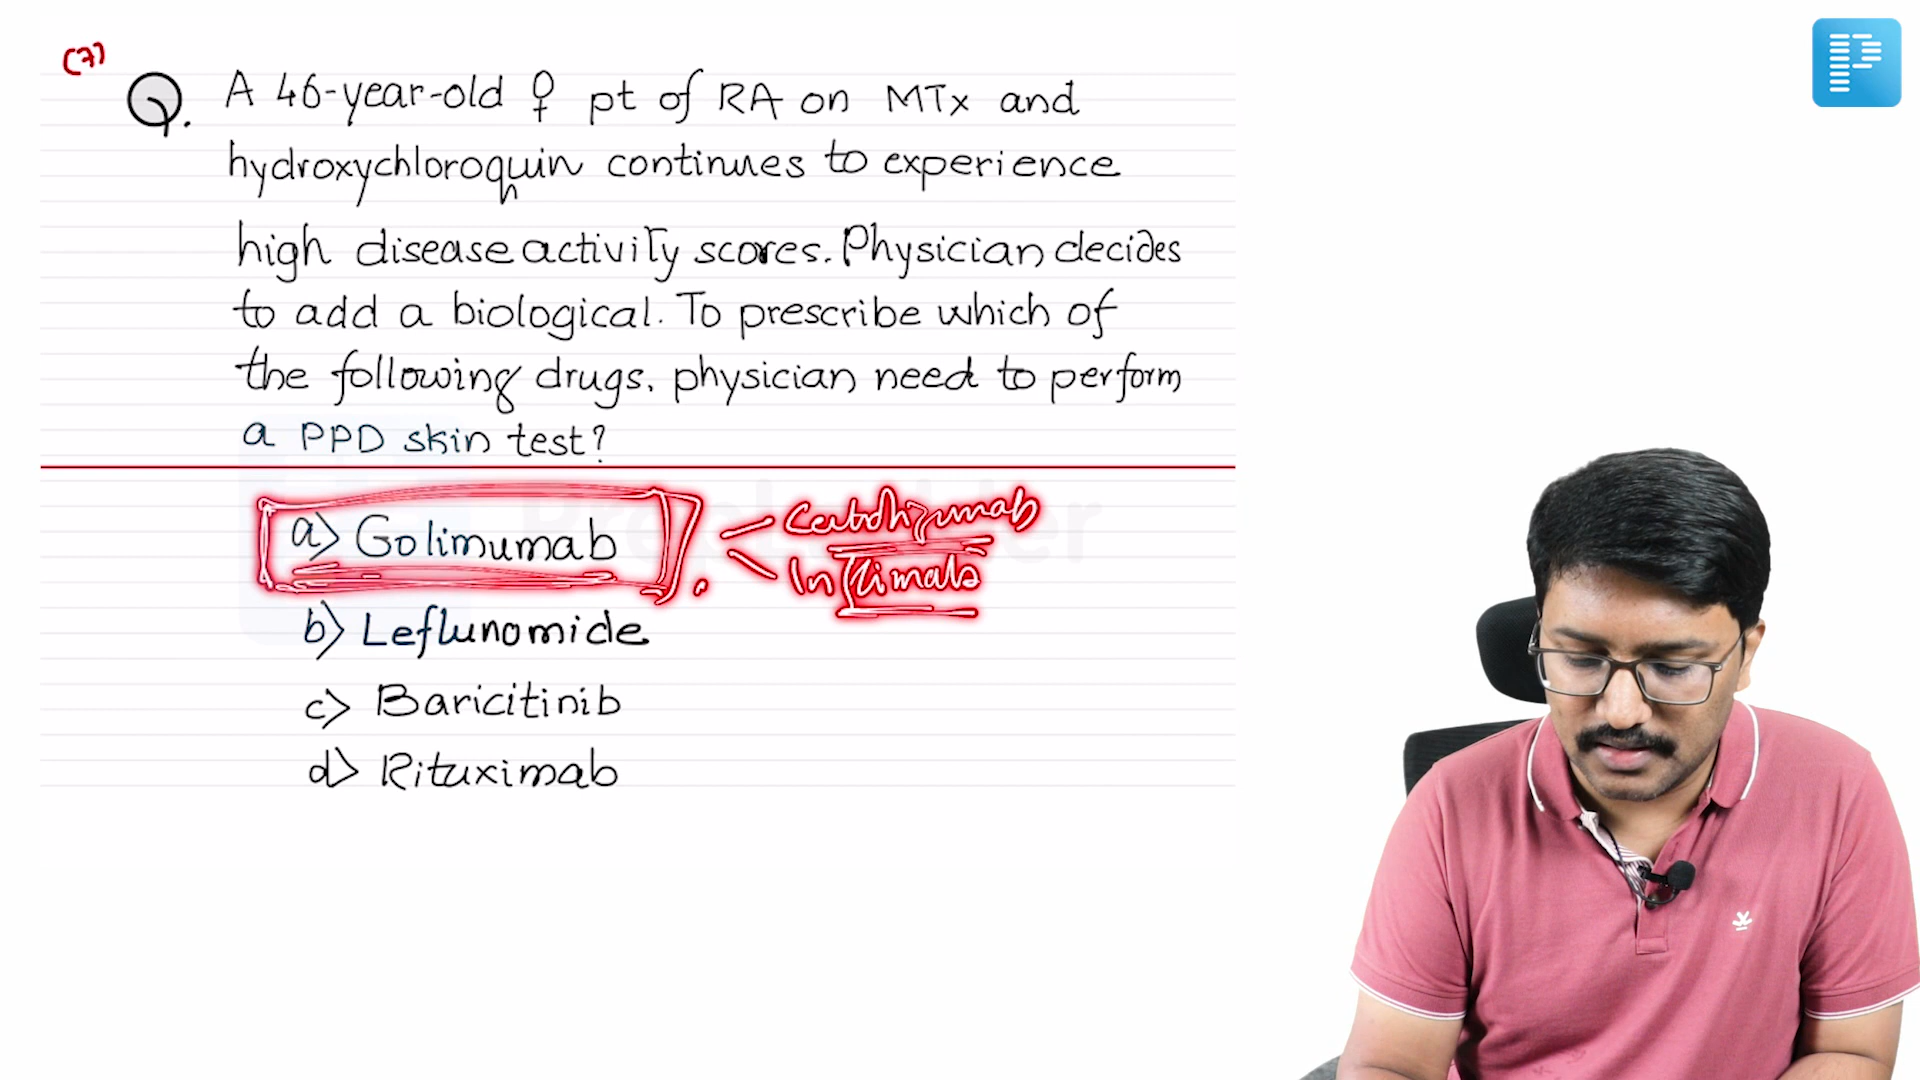 (7)
Q. A 46-year-old ♀ pt of RA on MTx and
hydroxychloroquin continues to experience
high disease activity scores. Physician decides
to add a biological. To prescribe which of
the following drugs, physician need to perform
a PPD skin test?
a) Golimumab
Certolizumab
Infliximab
b) Leflunomide
c) Baricitinib
d) Rituximab